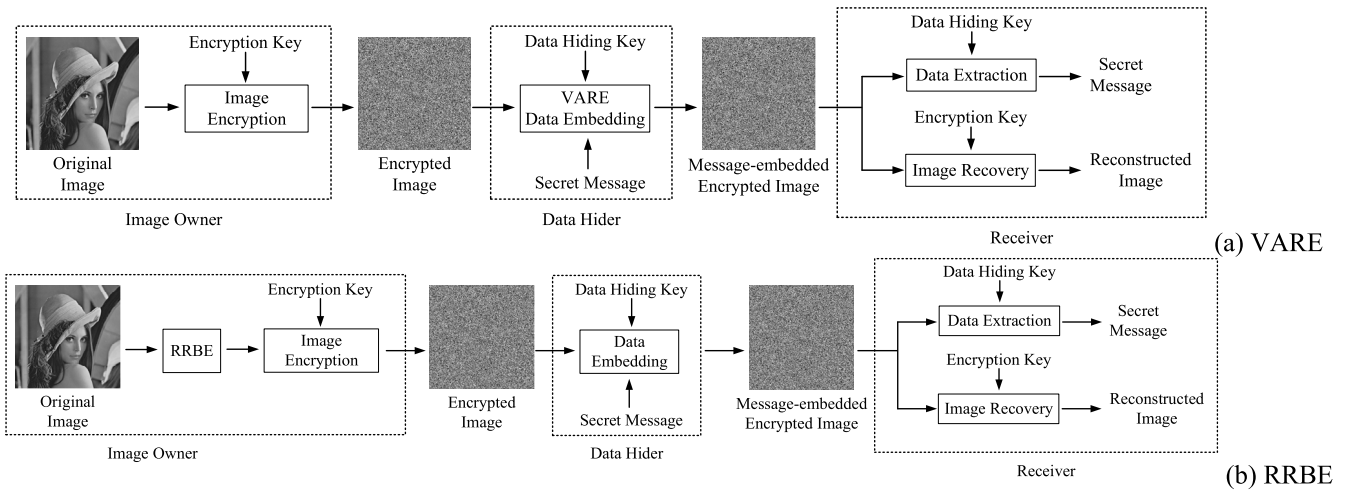 Encryption Key
Image
Encryption
Original
Image
Image Owner
Encrypted
Image
Data Hiding Key
VARE
Data Embedding
Secret Message
Data Hider
Message-embedded
Encrypted Image
Data Hiding Key
Data Extraction
Secret
Message
Encryption Key
Image Recovery
Reconstructed
Image
Receiver
(a) VARE
Encryption Key
RRBE
Image
Encryption
Original
Image
Image Owner
Encrypted
Image
Data Hiding Key
Data
Embedding
Secret Message
Data Hider
Message-embedded
Encrypted Image
Data Hiding Key
Data Extraction
Secret
Message
Encryption Key
Image Recovery
Reconstructed
Image
Receiver
(b) RRBE